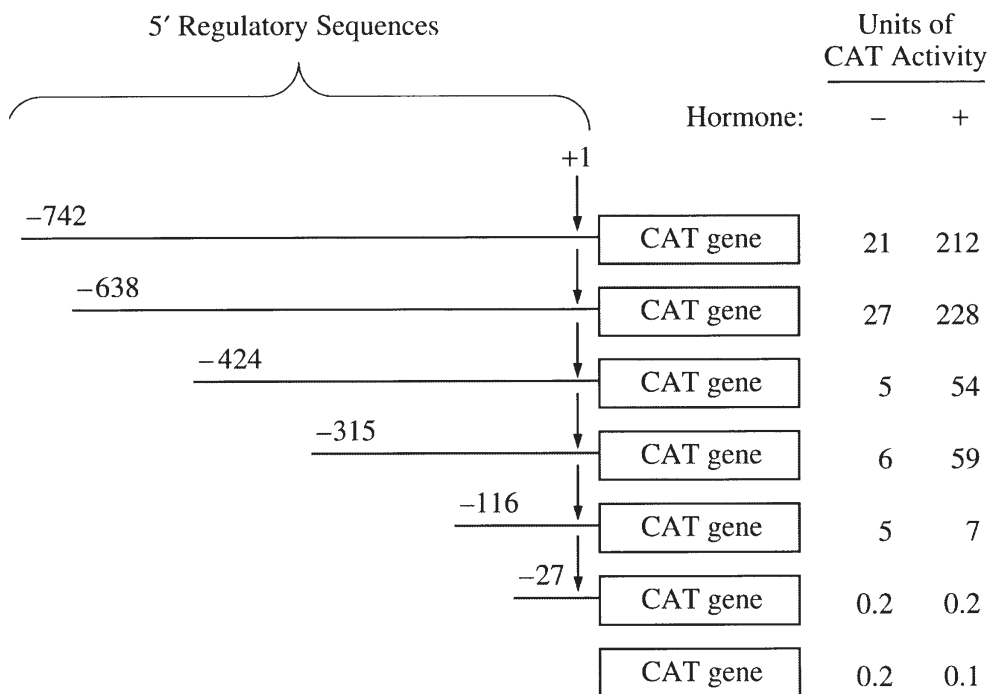 5′ Regulatory Sequences
Units of
CAT Activity
Hormone: − +
+1
−742
CAT gene 21 212
−638
CAT gene 27 228
−424
CAT gene 5 54
−315
CAT gene 6 59
−116
CAT gene 5 7
−27
CAT gene 0.2 0.2
CAT gene 0.2 0.1